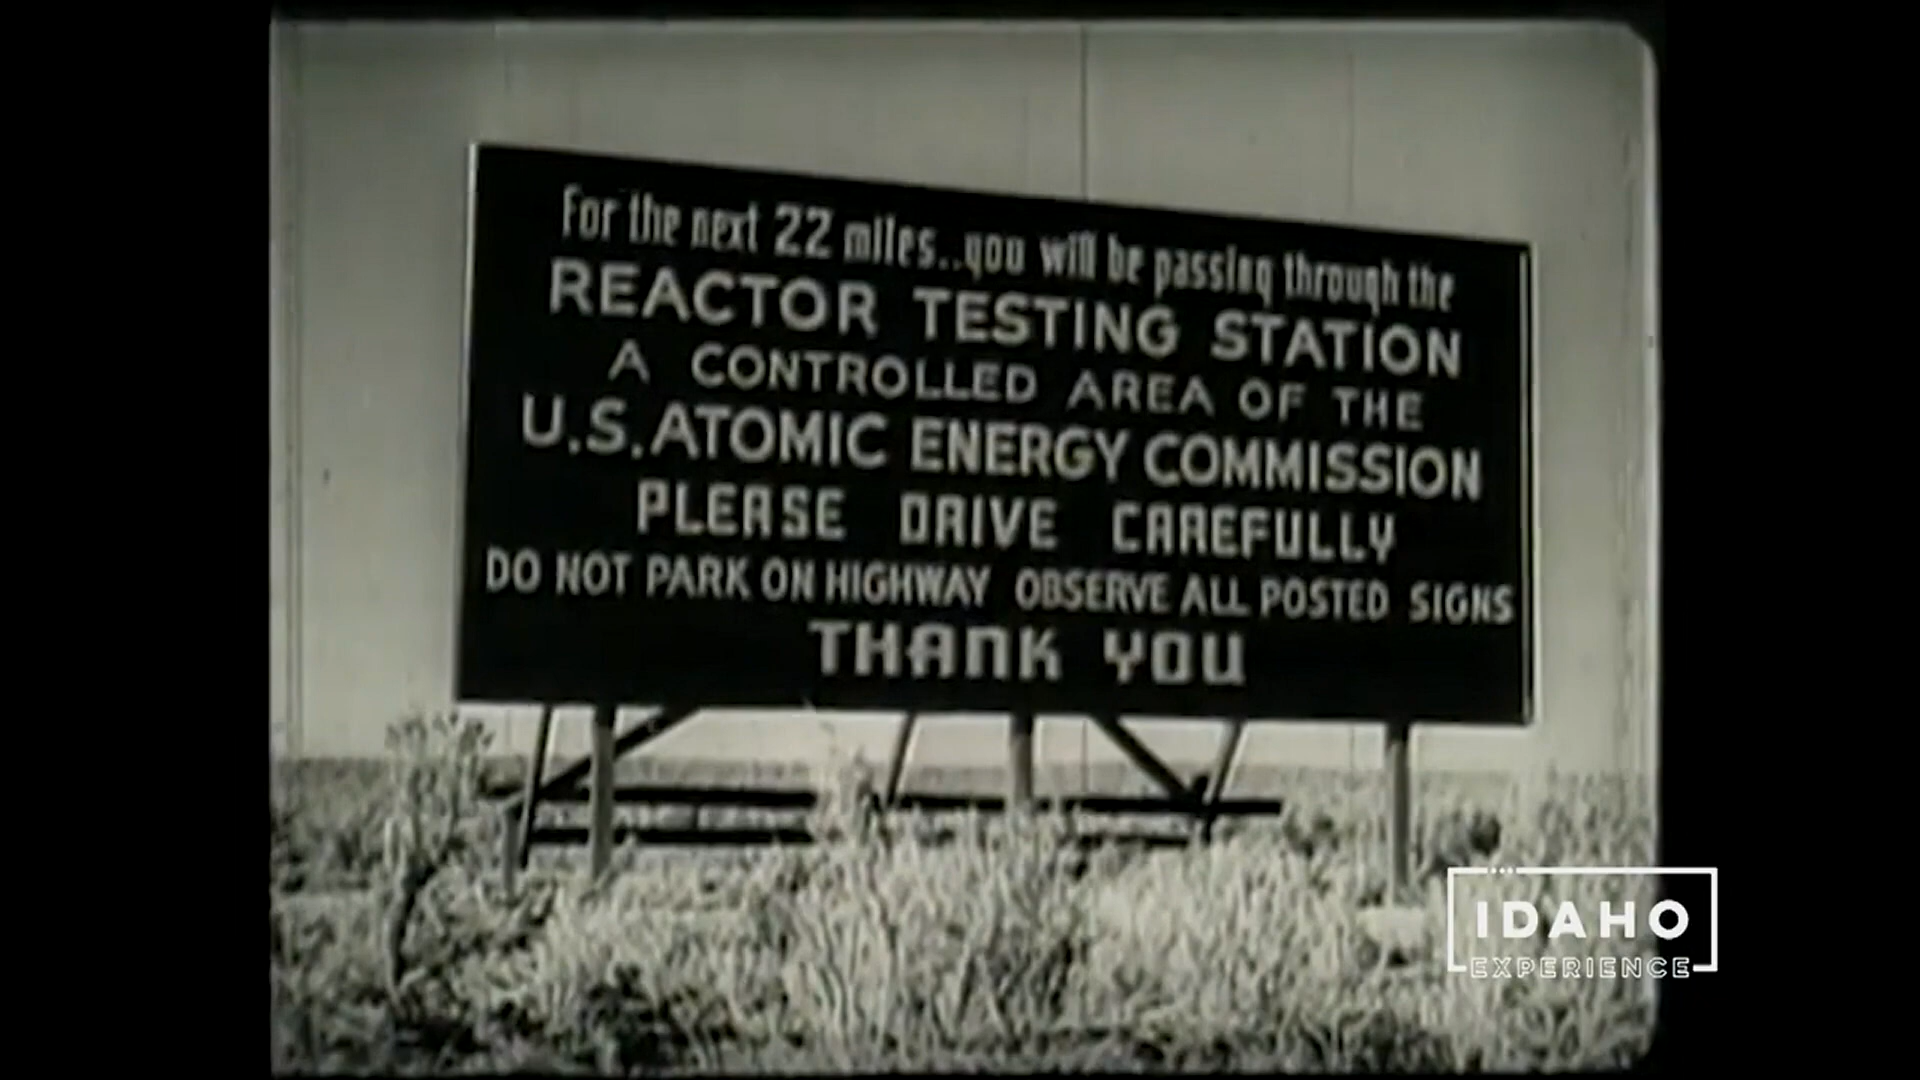 For the next 22 miles..you will be passing through the
REACTOR TESTING STATION
A CONTROLLED AREA OF THE
U.S. ATOMIC ENERGY COMMISSION
PLEASE DRIVE CAREFULLY
DO NOT PARK ON HIGHWAY OBSERVE ALL POSTED SIGNS
THANK YOU
IDAHO
EXPERIENCE